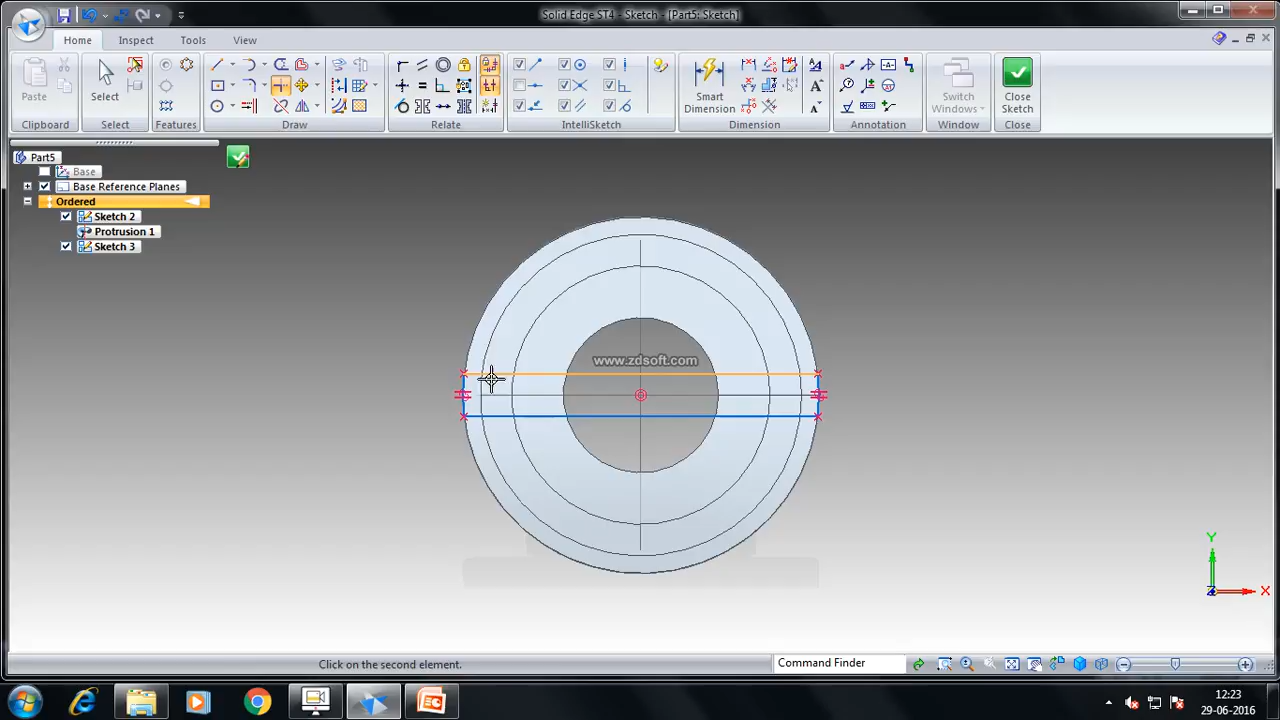 Solid Edge ST4 - Sketch - [Part5: Sketch]
Home
Inspect
Tools
View
Paste
Select
Smart
Dimension
Switch
Windows
Close
Sketch
Clipboard
Select
Features
Draw
Relate
IntelliSketch
Dimension
Annotation
Window
Close
Part5
Base
Base Reference Planes
Ordered
Sketch 2
Protrusion 1
Sketch 3
www.zdsoft.com
Y
X
Click on the second element.
Command Finder
12:23
29-06-2016